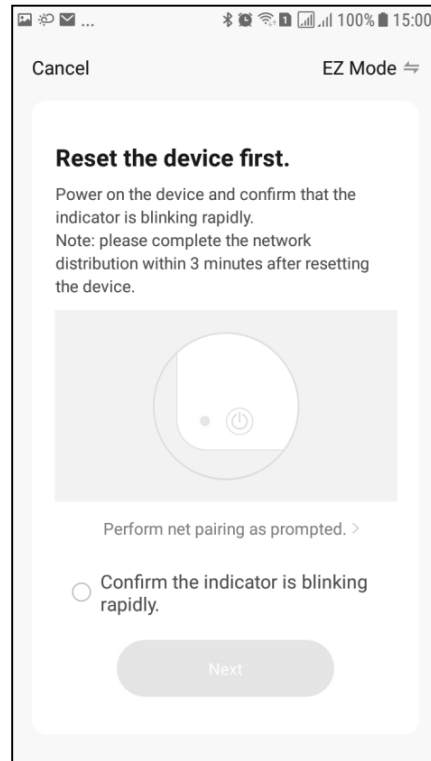 ... 1 100% 15:00
Cancel EZ Mode
Reset the device first.
Power on the device and confirm that the
indicator is blinking rapidly.
Note: please complete the network
distribution within 3 minutes after resetting
the device.
Perform net pairing as prompted. >
Confirm the indicator is blinking
rapidly.
Next